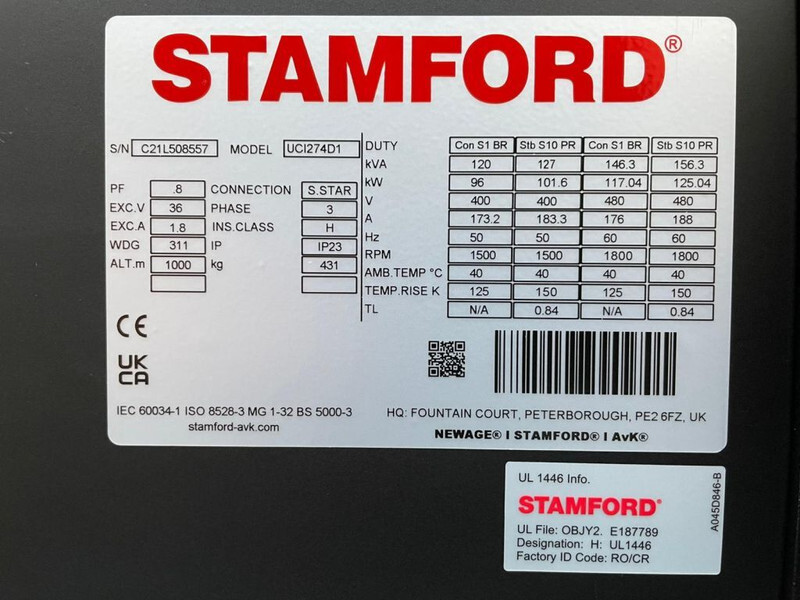 STAMFORD®
S/N C21L508557 MODEL UCI274D1
PF .8 CONNECTION S.STAR
EXC.V 36 PHASE 3
EXC.A 1.8 INS.CLASS H
WDG 311 IP IP23
ALT.m 1000 kg 431
DUTY Con S1 BR Stb S10 PR Con S1 BR Stb S10 PR
kVA 120 127 146.3 156.3
kW 96 101.6 117.04 125.04
V 400 400 480 480
A 173.2 183.3 176 188
Hz 50 50 60 60
RPM 1500 1500 1800 1800
AMB.TEMP °C 40 40 40 40
TEMP.RISE K 125 150 125 150
TL N/A 0.84 N/A 0.84
CE
UK
CA
IEC 60034-1 ISO 8528-3 MG 1-32 BS 5000-3
stamford-avk.com
HQ: FOUNTAIN COURT, PETERBOROUGH, PE2 6FZ, UK
NEWAGE® I STAMFORD® I AvK®
UL 1446 Info.
STAMFORD®
UL File: OBJY2. E187789
Designation: H: UL1446
Factory ID Code: RO/CR
A045D846-B